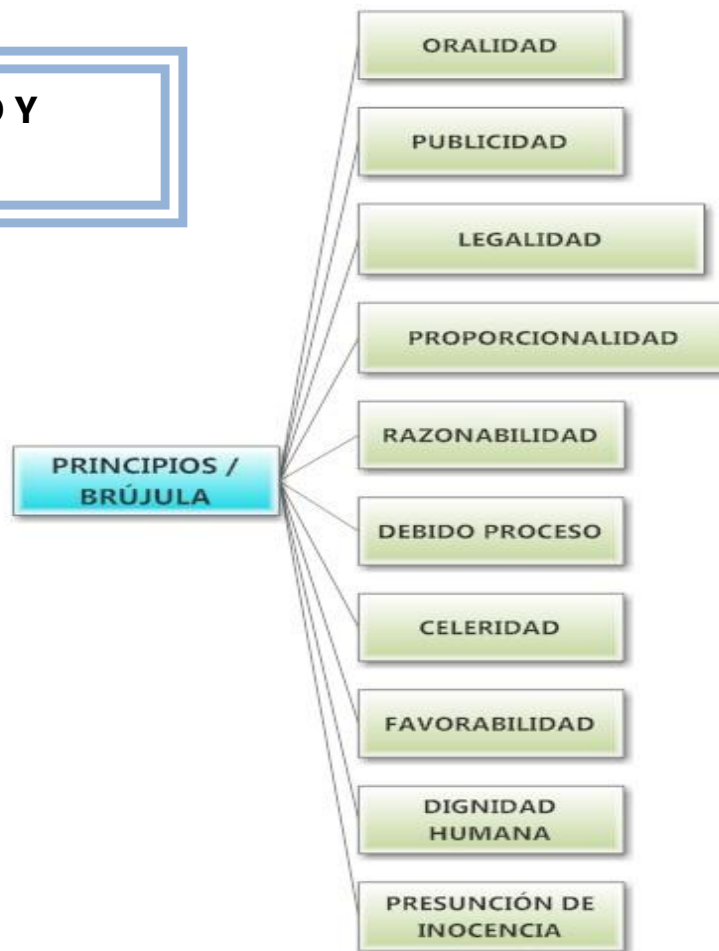 O Y
ORALIDAD
PUBLICIDAD
LEGALIDAD
PROPORCIONALIDAD
RAZONABILIDAD
PRINCIPIOS /
BRÚJULA
DEBIDO PROCESO
CELERIDAD
FAVORABILIDAD
DIGNIDAD
HUMANA
PRESUNCIÓN DE
INOCENCIA